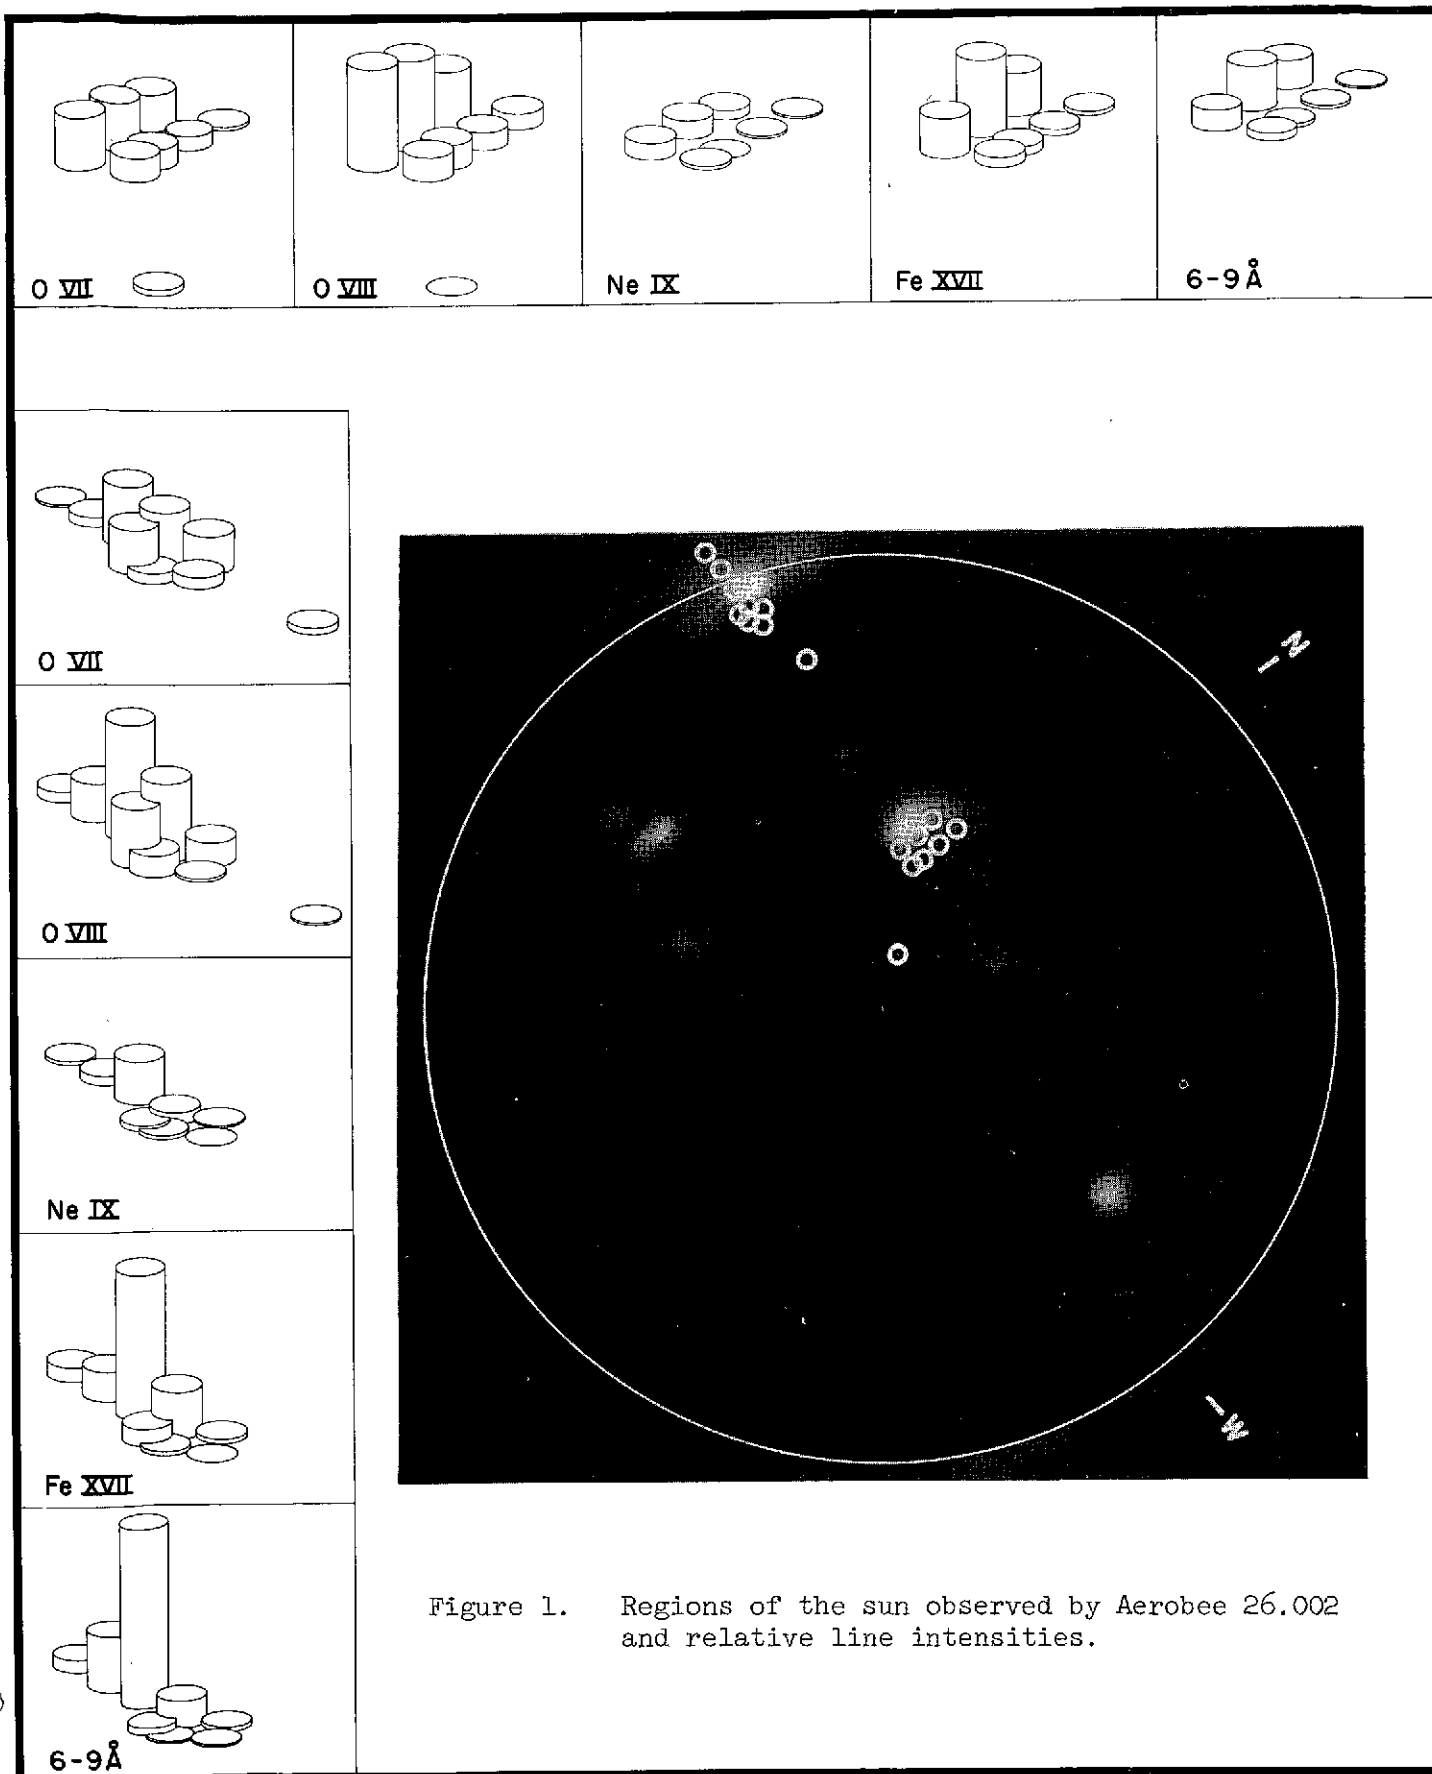 O VII
O VIII
Ne IX
Fe XVII
6-9Å
O VII
O VIII
Ne IX
Fe XVII
6-9Å
N
W
Figure 1. Regions of the sun observed by Aerobee 26.002
and relative line intensities.